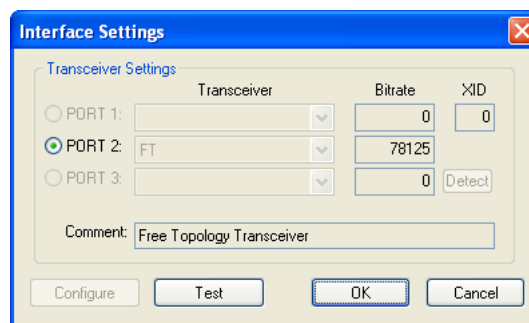 Interface Settings
Transceiver Settings
Transceiver Bitrate XID
PORT 1: 0 0
PORT 2: FT 78125
PORT 3: 0 Detect
Comment: Free Topology Transceiver
Configure Test OK Cancel